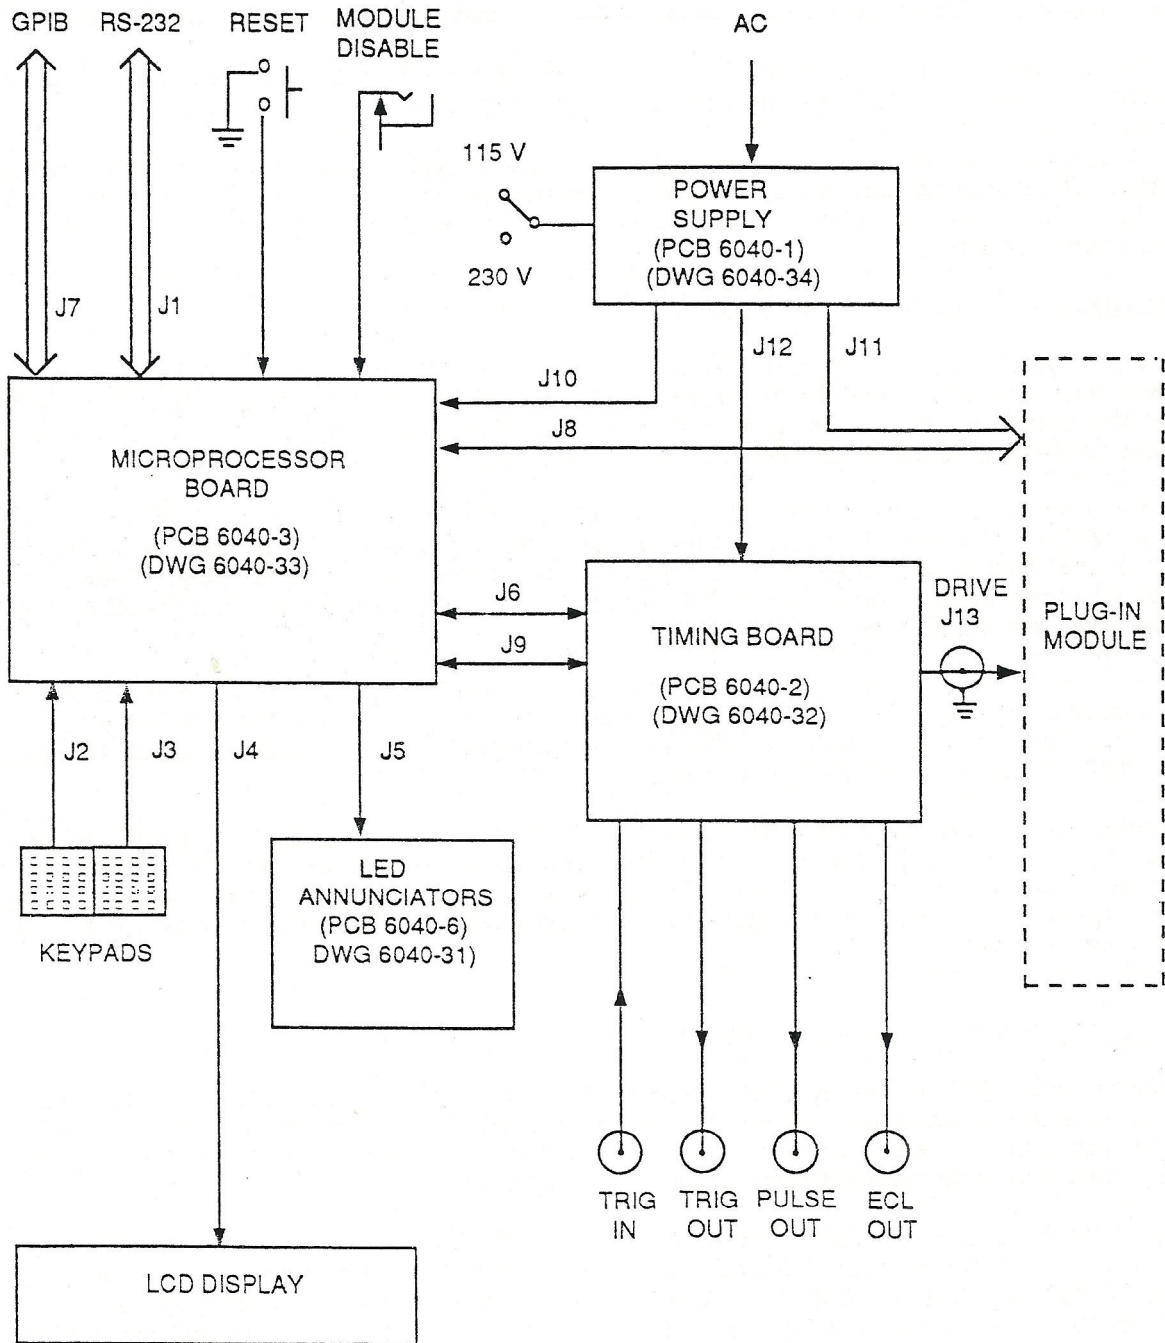 GPIB
RS-232
RESET
MODULE
DISABLE
AC
115 V
230 V
POWER
SUPPLY
(PCB 6040-1)
(DWG 6040-34)
J7
J1
J12
J11
J10
J8
MICROPROCESSOR
BOARD
(PCB 6040-3)
(DWG 6040-33)
J6
J9
TIMING BOARD
(PCB 6040-2)
(DWG 6040-32)
DRIVE
J13
PLUG-IN
MODULE
J2
J3
J4
J5
KEYPADS
LED
ANNUNCIATORS
(PCB 6040-6)
DWG 6040-31)
TRIG
IN
TRIG
OUT
PULSE
OUT
ECL
OUT
LCD DISPLAY